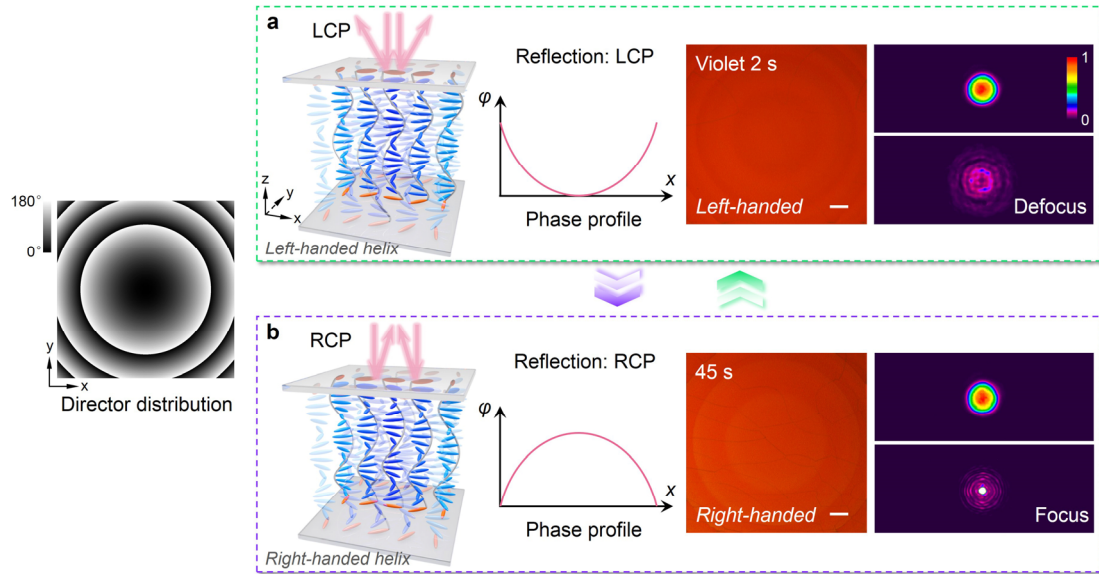 180°
0°
y
x
Director distribution
a
LCP
z
y
x
Left-handed helix
Reflection: LCP
φ
x
Phase profile
Violet 2 s
Left-handed
1
0
Defocus
b
RCP
Right-handed helix
Reflection: RCP
φ
x
Phase profile
45 s
Right-handed
Focus